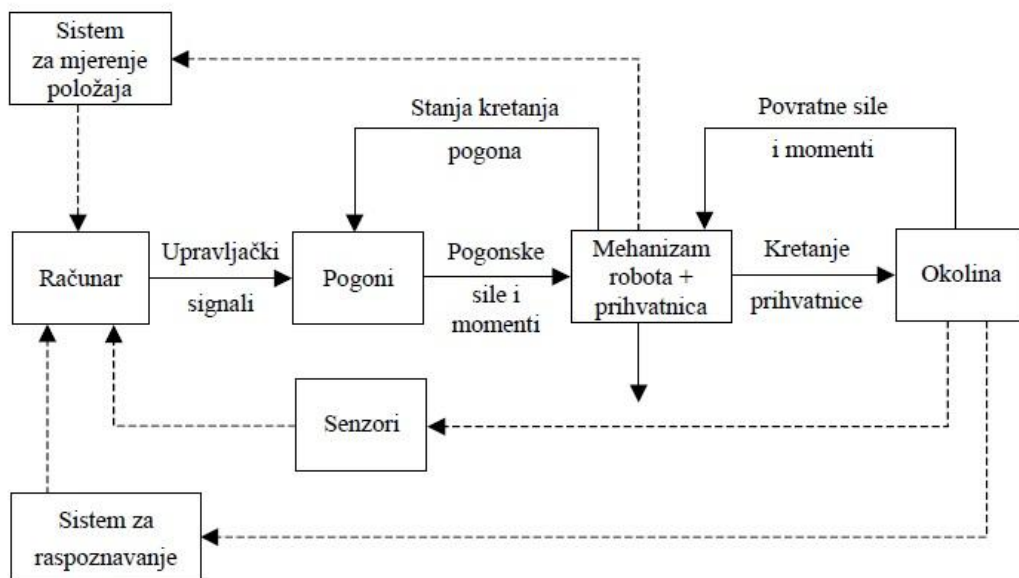 Sistem
za mjerenje
položaja
Stanja kretanja
pogona
Povratne sile
i momenti
Računar
Upravljački
signali
Pogoni
Pogonske
sile i
momenti
Mehanizam
robota +
prihvatnica
Kretanje
prihvatnice
Okolina
Senzori
Sistem za
raspoznavanje